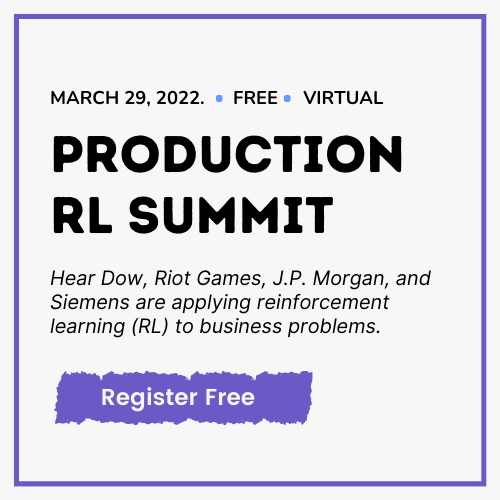 MARCH 29, 2022. • FREE • VIRTUAL
PRODUCTION
RL SUMMIT
Hear Dow, Riot Games, J.P. Morgan, and
Siemens are applying reinforcement
learning (RL) to business problems.
Register Free